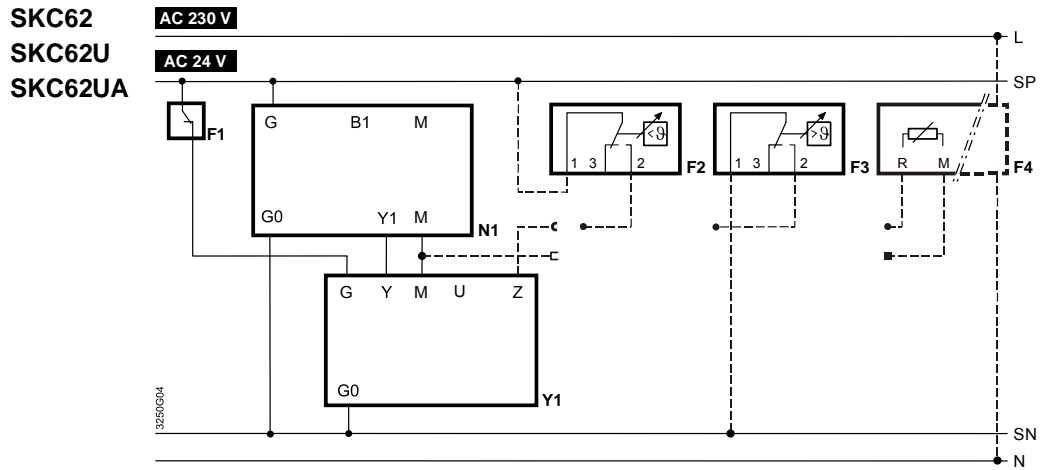 SKC62
AC 230 V
L
SKC62U
AC 24 V
SP
SKC62UA
F1
G B1 M
G0 Y1 M
N1
<ϑ
1 3 2
F2
>ϑ
1 3 2
F3
R M
F4
G Y M U Z
G0
Y1
3250G04
SN
N